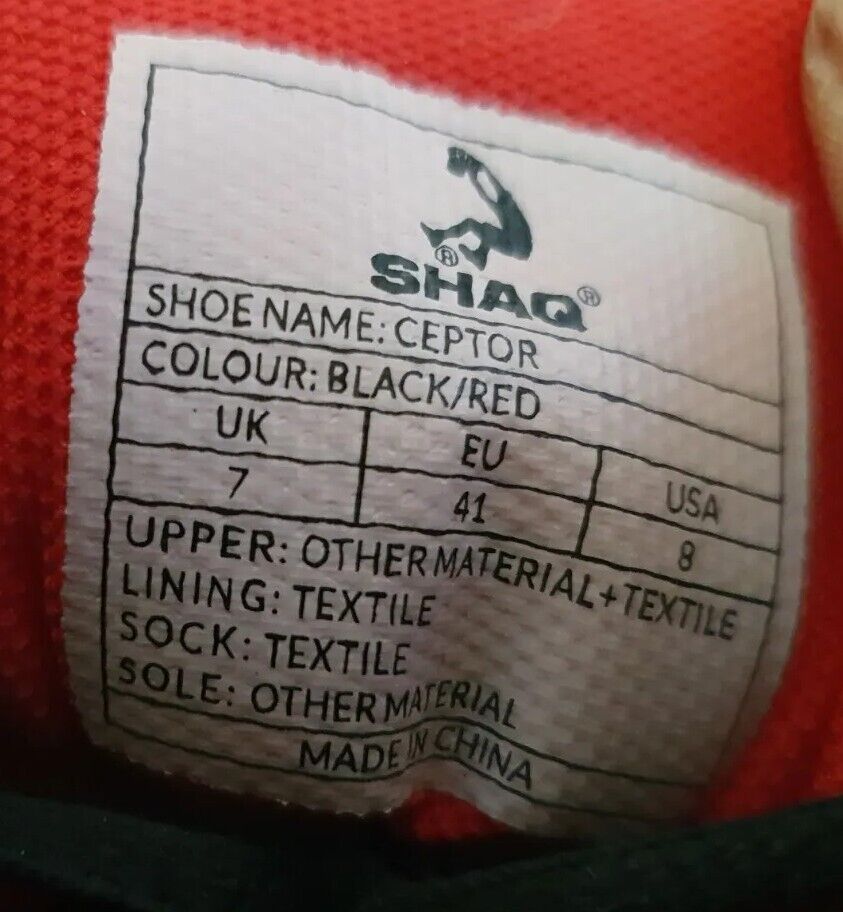 ® SHAQ ®
SHOE NAME: CEPTOR
COLOUR: BLACK/RED
UK EU USA
7 41 8
UPPER: OTHER MATERIAL+TEXTILE
LINING: TEXTILE
SOCK: TEXTILE
SOLE: OTHER MATERIAL
MADE IN CHINA